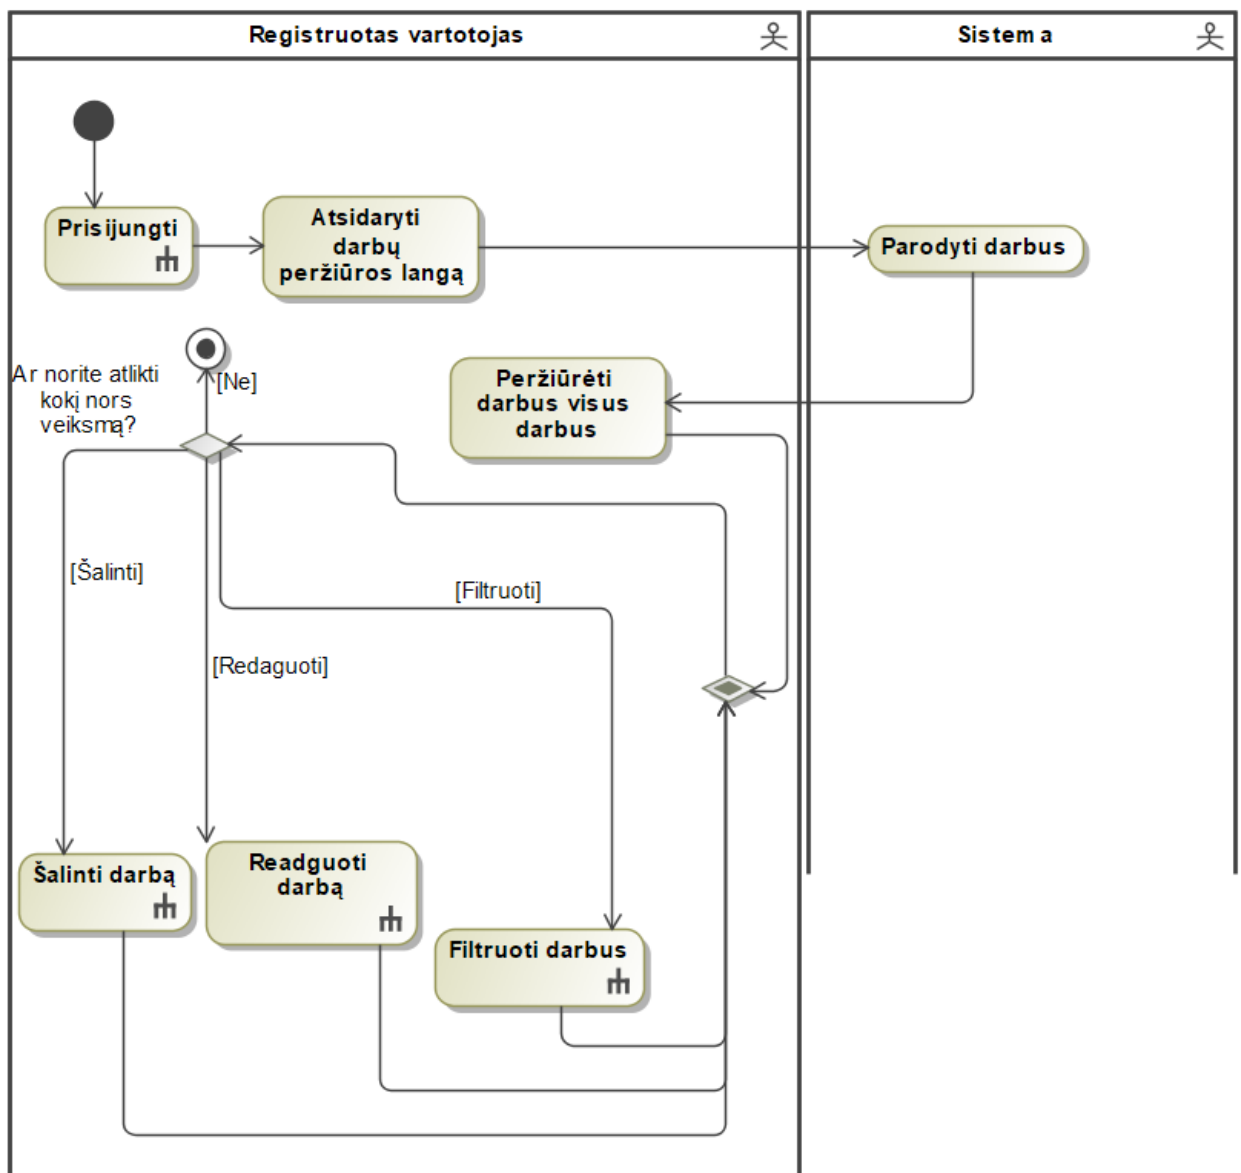 Registruotas vartotojas
Sistema
Prisijungti
Atsidaryti
darbų
peržiūros langą
Parodyti darbus
Ar norite atlikti
kokį nors
veiksmą?
[Ne]
Peržiūrėti
darbus visus
darbus
[Šalinti]
[Filtruoti]
[Redaguoti]
Šalinti darbą
Readguoti
darbą
Filtruoti darbus